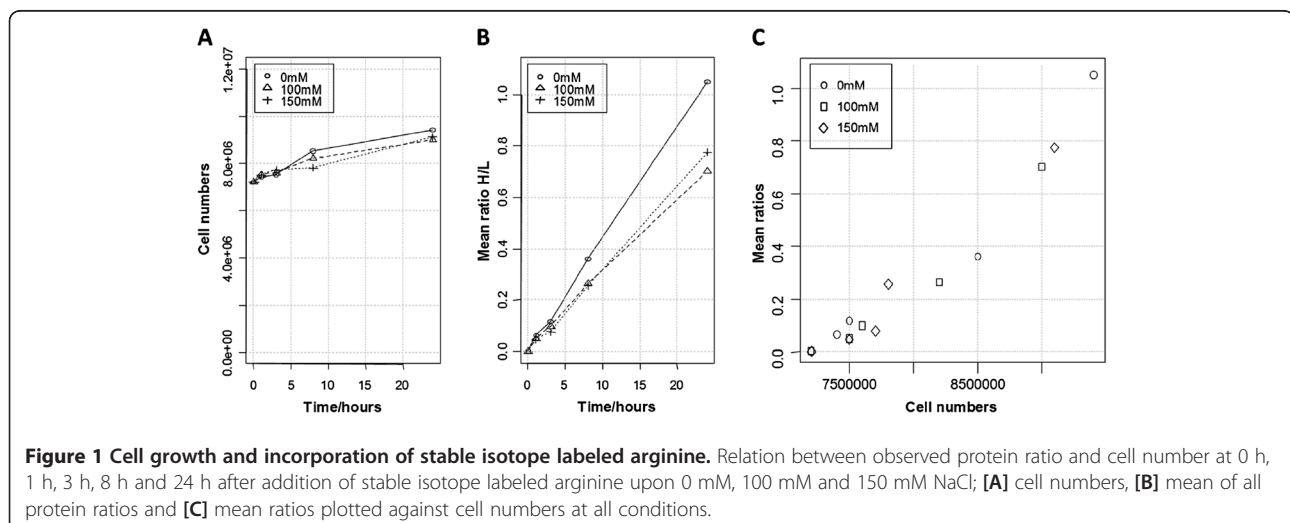 A
B
C
0mM
100mM
150mM
Cell numbers
0.0e+00
4.0e+06
8.0e+06
1.2e+07
0 5 10 15 20
Time/hours
0mM
100mM
150mM
Mean ratio H/L
0.0
0.2
0.4
0.6
0.8
1.0
0 5 10 15 20
Time/hours
0mM
100mM
150mM
Mean ratios
0.0
0.2
0.4
0.6
0.8
1.0
7500000 8500000
Cell numbers
Figure 1 Cell growth and incorporation of stable isotope labeled arginine. Relation between observed protein ratio and cell number at 0 h,
1 h, 3 h, 8 h and 24 h after addition of stable isotope labeled arginine upon 0 mM, 100 mM and 150 mM NaCl; [A] cell numbers, [B] mean of all
protein ratios and [C] mean ratios plotted against cell numbers at all conditions.